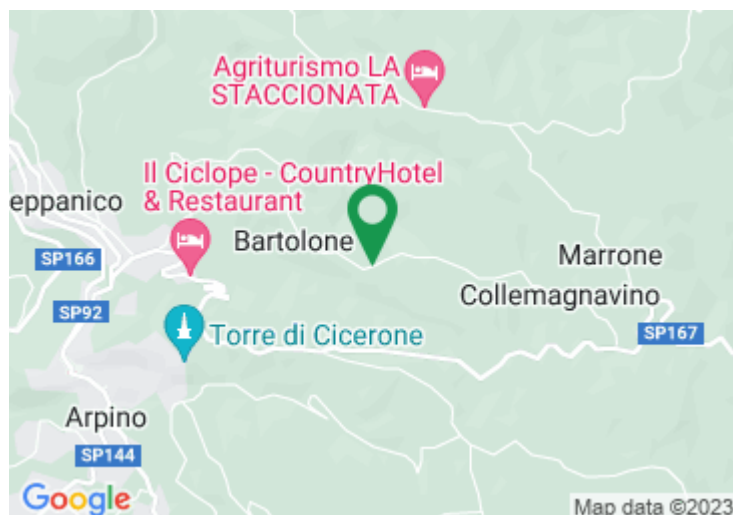 Agriturismo LA
STACCIONATA
Il Ciclope - CountryHotel
& Restaurant
eppanico
Bartolone
SP166
Marrone
Collemagnavino
SP92
Torre di Cicerone
SP167
Arpino
SP144
Google
Map data ©2023